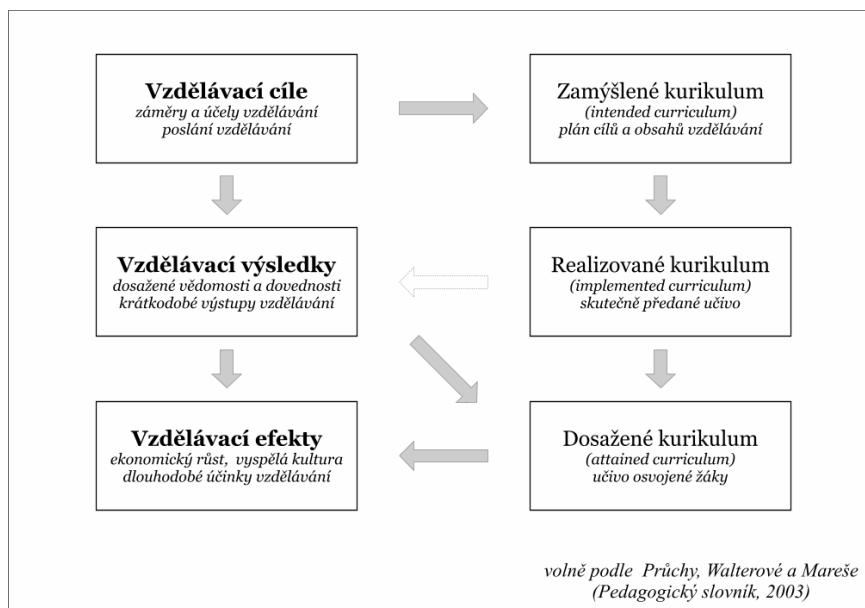 Vzdělávací cíle
záměry a účely vzdělávání
poslání vzdělávání
Zamýšlené kurikulum
(intended curriculum)
plán cílů a obsahů vzdělávání
Vzdělávací výsledky
dosažené vědomosti a dovednosti
krátkodobé výstupy vzdělávání
Realizované kurikulum
(implemented curriculum)
skutečně předané učivo
Vzdělávací efekty
ekonomický růst, vyspělá kultura
dlouhodobé účinky vzdělávání
Dosažené kurikulum
(attained curriculum)
učivo osvojené žáky
volně podle Průchy, Walterové a Mareše
(Pedagogický slovník, 2003)